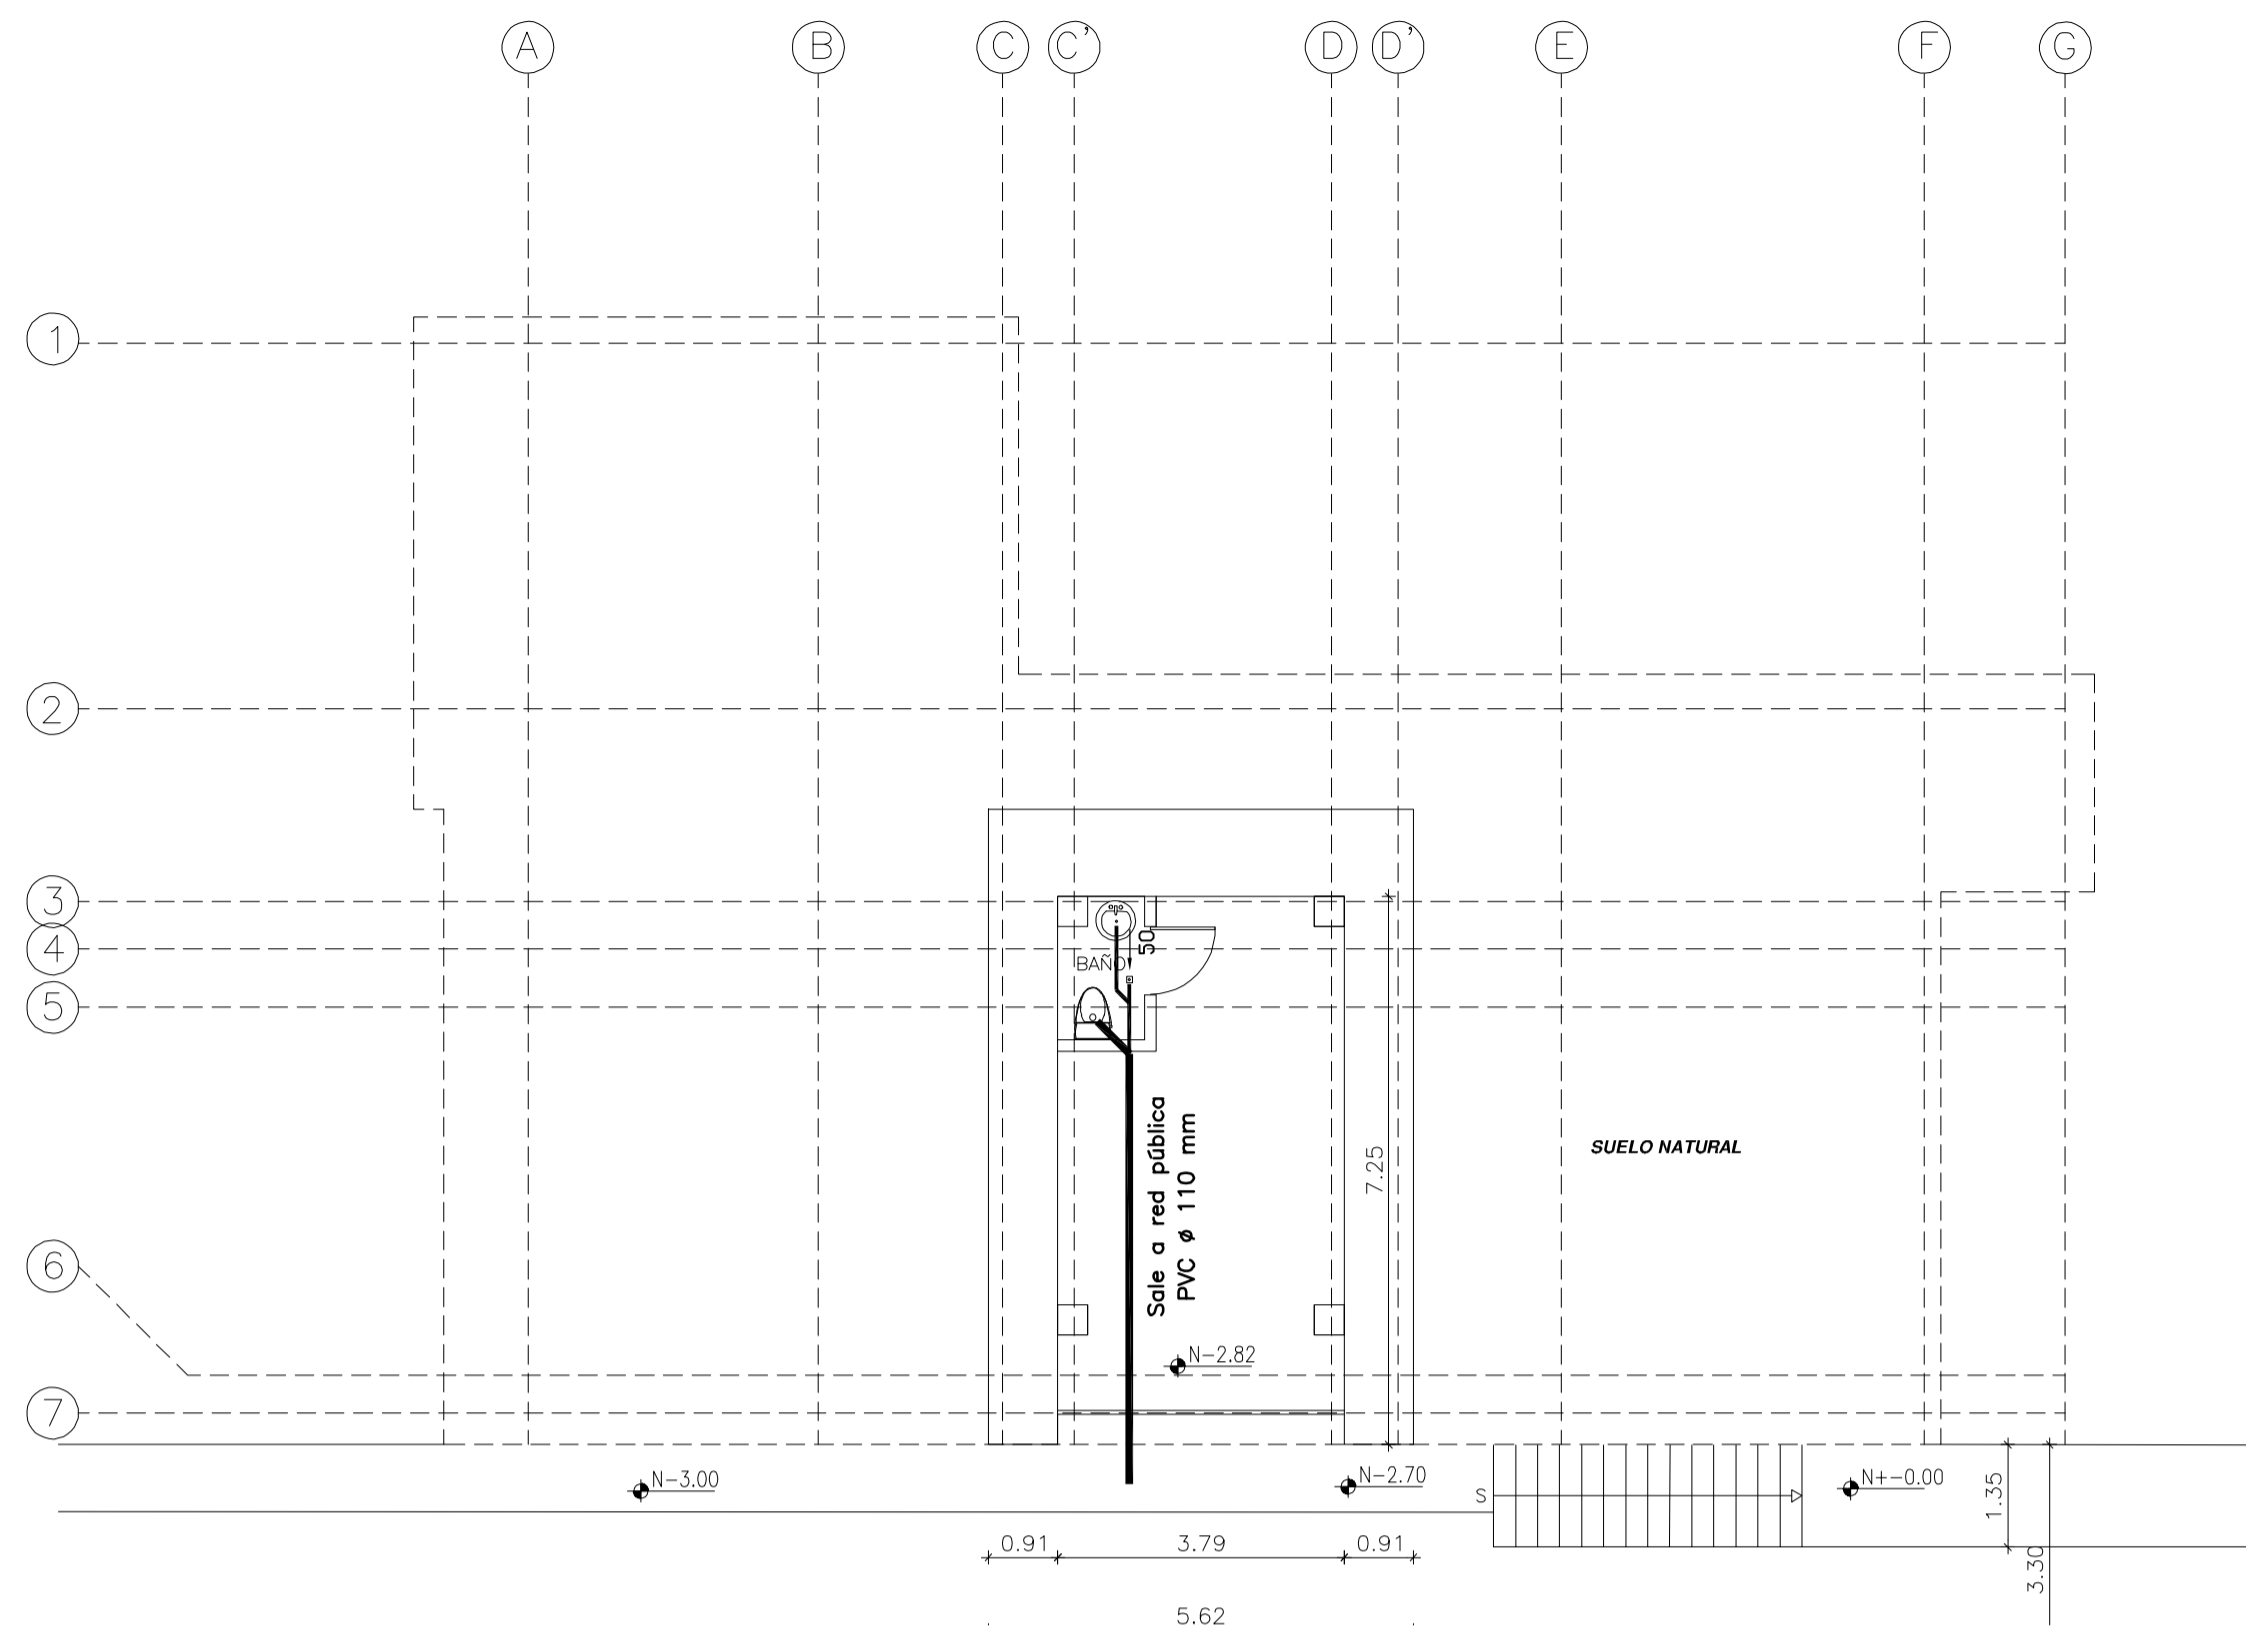 A
B
C
C'
D
D'
E
F
G
1
2
3
4
5
6
7
50
BAÑO
Sale a red pública
PVC ø 110 mm
7.25
SUELO NATURAL
N-2.82
N-3.00
N-2.70
S
N+-0.00
1.35
3.30
0.91
3.79
0.91
5.62